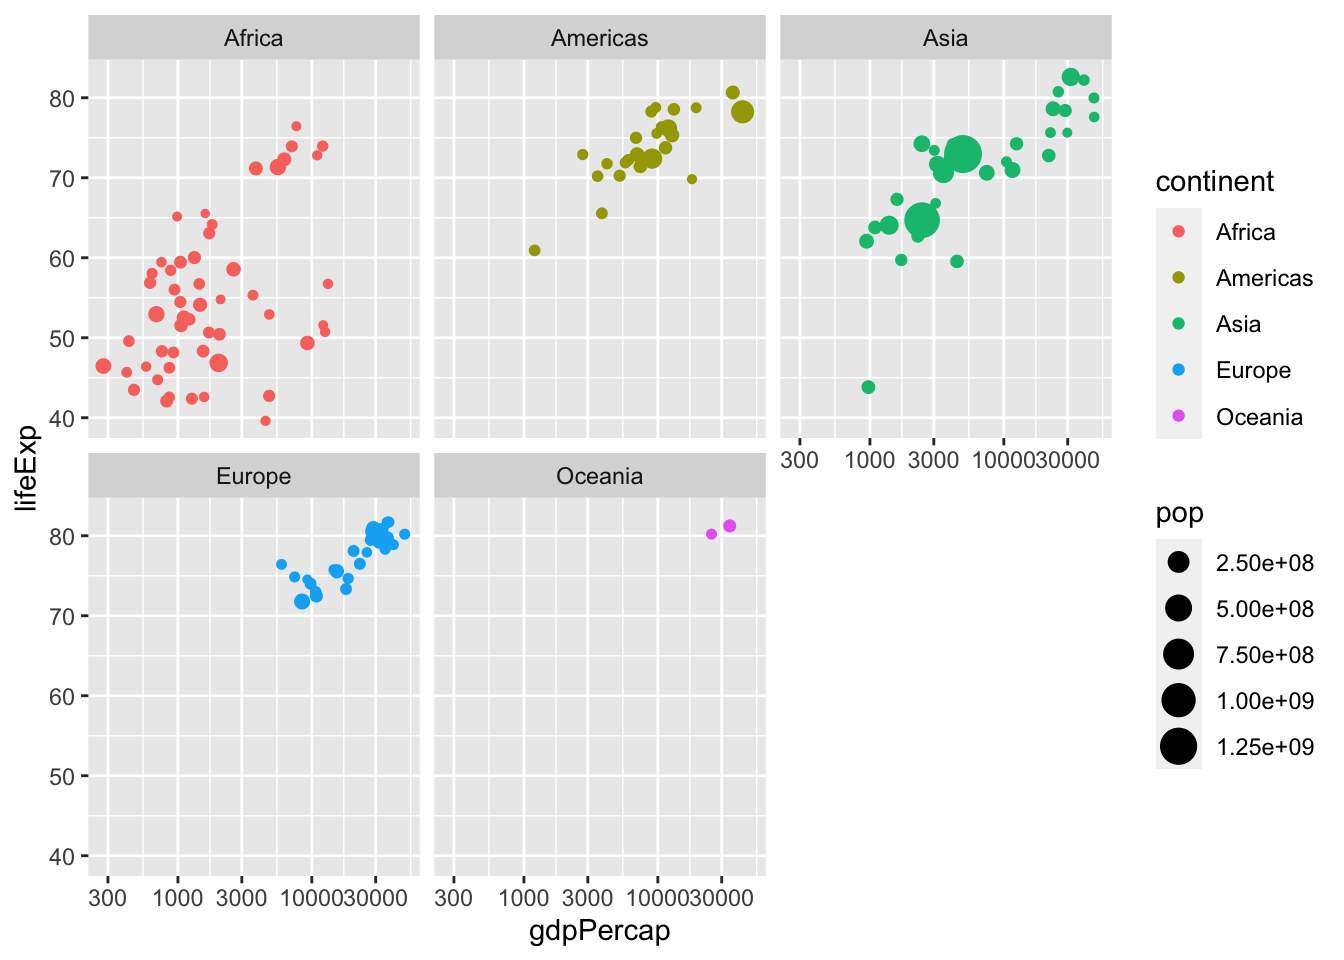 Africa
Americas
Asia
80
70
60
50
40
300 1000 3000 10000 30000
Europe
Oceania
80
70
60
50
40
300 1000 3000 10000 30000
300 1000 3000 10000 30000
lifeExp
gdpPercap
continent
Africa
Americas
Asia
Europe
Oceania
pop
2.50e+08
5.00e+08
7.50e+08
1.00e+09
1.25e+09